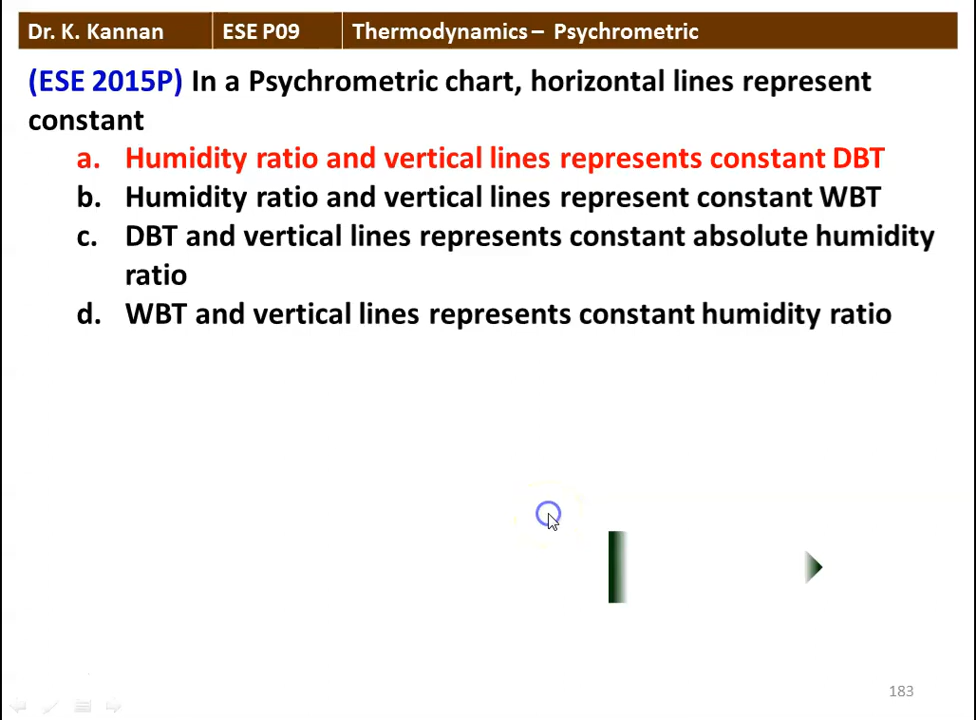 Dr. K. Kannan ESE P09 Thermodynamics – Psychrometric
(ESE 2015P) In a Psychrometric chart, horizontal lines represent
constant
a. Humidity ratio and vertical lines represents constant DBT
b. Humidity ratio and vertical lines represent constant WBT
c. DBT and vertical lines represents constant absolute humidity
ratio
d. WBT and vertical lines represents constant humidity ratio
183